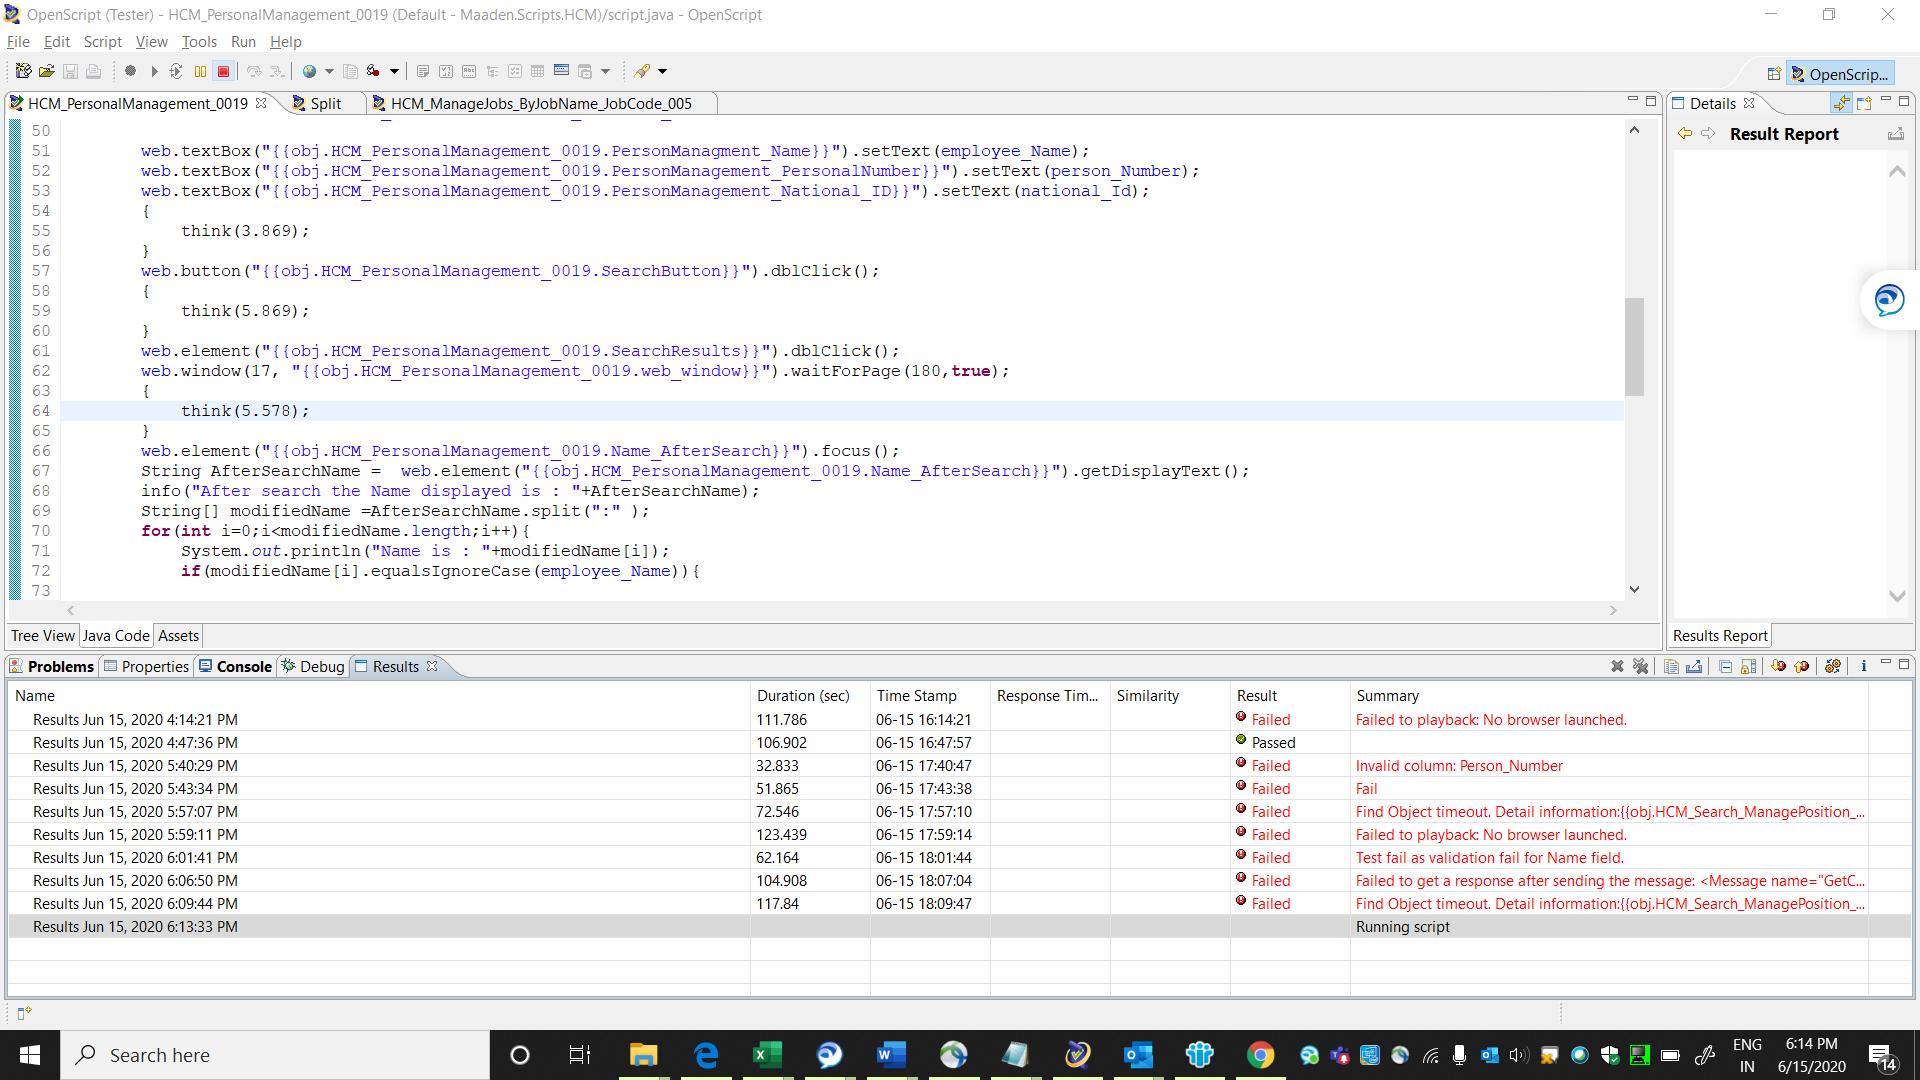 OpenScript (Tester) - HCM_PersonalManagement_0019 (Default - Maaden.Scripts.HCM)/script.java - OpenScript
File Edit Script View Tools Run Help
OpenScrip...
HCM_PersonalManagement_0019 Split HCM_ManageJobs_ByJobName_JobCode_005
Details
Result Report
50
51 web.textBox("{{obj.HCM_PersonalManagement_0019.PersonManagment_Name}}").setText(employee_Name);
52 web.textBox("{{obj.HCM_PersonalManagement_0019.PersonManagement_PersonalNumber}}").setText(person_Number);
53 web.textBox("{{obj.HCM_PersonalManagement_0019.PersonManagement_National_ID}}").setText(national_Id);
54 {
55 think(3.869);
56 }
57 web.button("{{obj.HCM_PersonalManagement_0019.SearchButton}}").dblClick();
58 {
59 think(5.869);
60 }
61 web.element("{{obj.HCM_PersonalManagement_0019.SearchResults}}").dblClick();
62 web.window(17, "{{obj.HCM_PersonalManagement_0019.web_window}}").waitForPage(180,true);
63 {
64 think(5.578);
65 }
66 web.element("{{obj.HCM_PersonalManagement_0019.Name_AfterSearch}}").focus();
67 String AfterSearchName = web.element("{{obj.HCM_PersonalManagement_0019.Name_AfterSearch}}").getDisplayText();
68 info("After search the Name displayed is : "+AfterSearchName);
69 String[] modifiedName =AfterSearchName.split(":" );
70 for(int i=0;i<modifiedName.length;i++){
71 System.out.println("Name is : "+modifiedName[i]);
72 if(modifiedName[i].equalsIgnoreCase(employee_Name)){
73
Tree View Java Code Assets
Results Report
Problems Properties Console Debug Results
Name Duration (sec) Time Stamp Response Tim... Similarity Result Summary
Results Jun 15, 2020 4:14:21 PM 111.786 06-15 16:14:21 Failed Failed to playback: No browser launched.
Results Jun 15, 2020 4:47:36 PM 106.902 06-15 16:47:57 Passed
Results Jun 15, 2020 5:40:29 PM 32.833 06-15 17:40:47 Failed Invalid column: Person_Number
Results Jun 15, 2020 5:43:34 PM 51.865 06-15 17:43:38 Failed Fail
Results Jun 15, 2020 5:57:07 PM 72.546 06-15 17:57:10 Failed Find Object timeout. Detail information:{{obj.HCM_Search_ManagePosition_...
Results Jun 15, 2020 5:59:11 PM 123.439 06-15 17:59:14 Failed Failed to playback: No browser launched.
Results Jun 15, 2020 6:01:41 PM 62.164 06-15 18:01:44 Failed Test fail as validation fail for Name field.
Results Jun 15, 2020 6:06:50 PM 104.908 06-15 18:07:04 Failed Failed to get a response after sending the message: <Message name="GetC...
Results Jun 15, 2020 6:09:44 PM 117.84 06-15 18:09:47 Failed Find Object timeout. Detail information:{{obj.HCM_Search_ManagePosition_...
Results Jun 15, 2020 6:13:33 PM Running script
Search here
ENG
IN
6:14 PM
6/15/2020
14